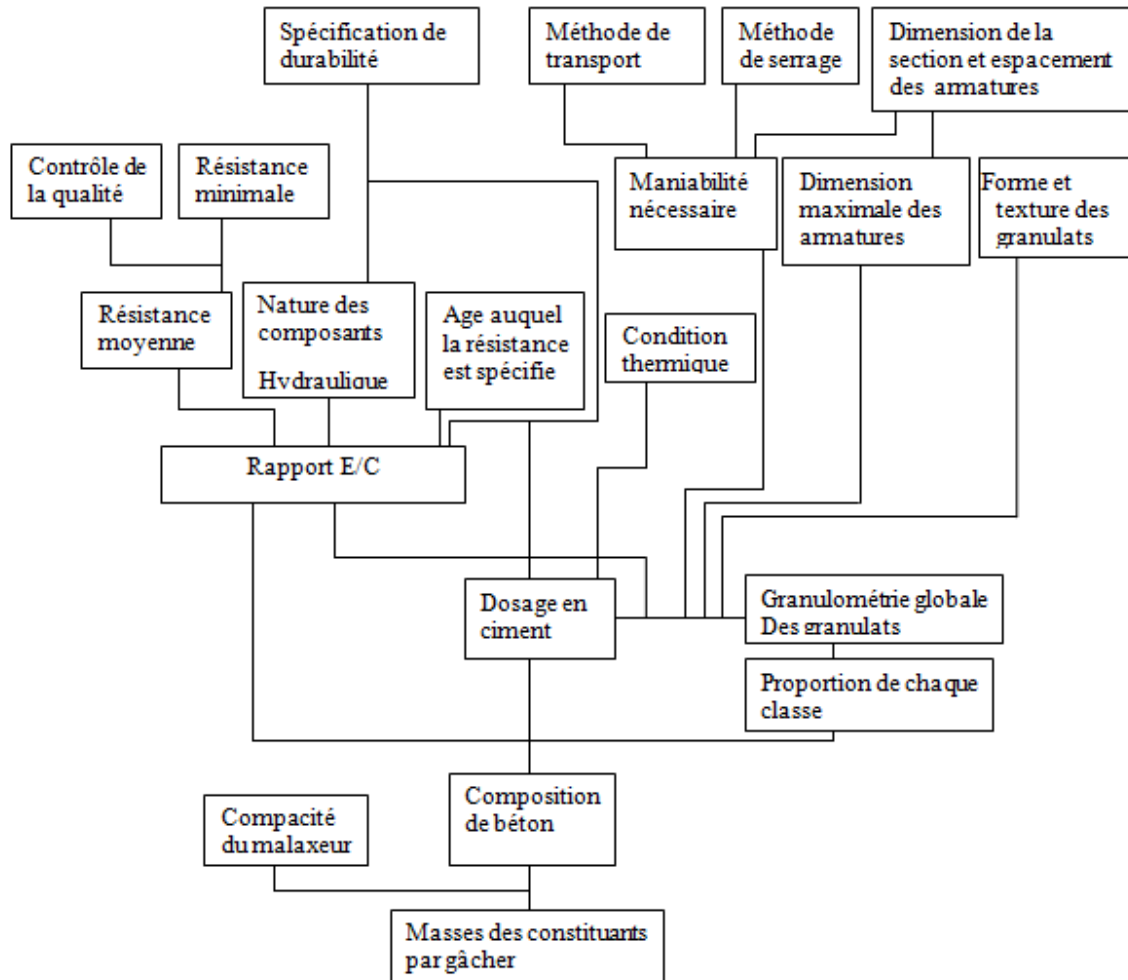 Spécification de
durabilité
Méthode de
transport
Méthode
de serrage
Dimension de la
section et espacement
des armatures
Contrôle de
la qualité
Résistance
minimale
Maniabilité
nécessaire
Dimension
maximale des
armatures
Forme et
texture des
granulats
Résistance
moyenne
Nature des
composants
Hydraulique
Age auquel
la résistance
est spécifie
Condition
thermique
Rapport E/C
Dosage en
ciment
Granulométrie globale
Des granulats
Proportion de chaque
classe
Composition
de béton
Compacité
du malaxeur
Masses des constituants
par gâcher